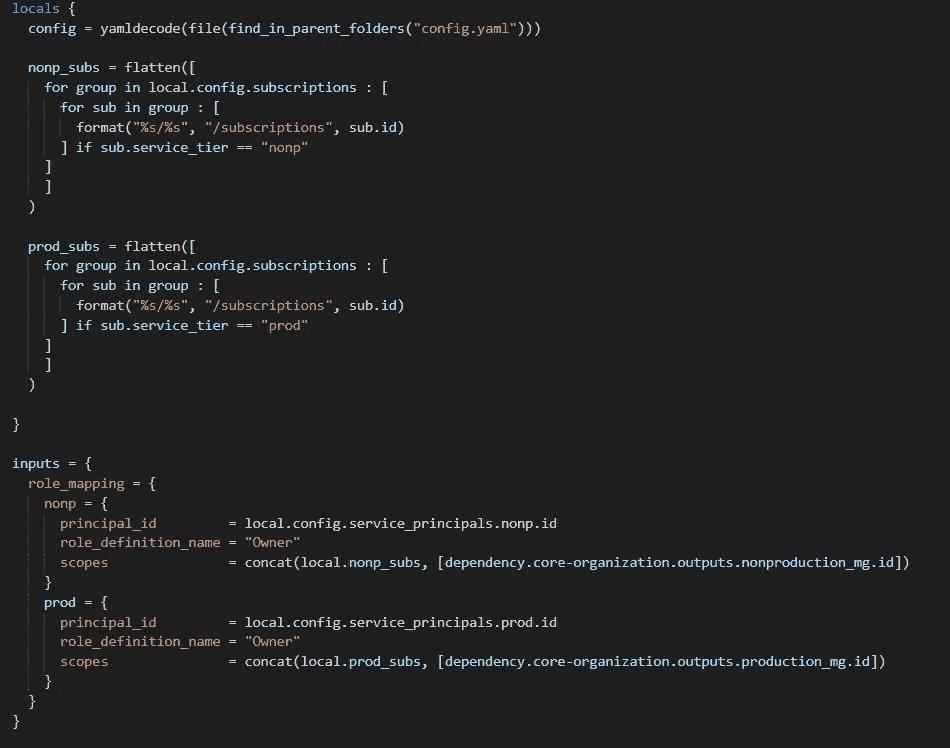 locals {
  config = yamldecode(file(find_in_parent_folders("config.yaml")))

  nonp_subs = flatten([
    for group in local.config.subscriptions : [
      for sub in group : [
        format("%s/%s", "/subscriptions", sub.id)
      ] if sub.service_tier == "nonp"
    ]
    ]
  )

  prod_subs = flatten([
    for group in local.config.subscriptions : [
      for sub in group : [
        format("%s/%s", "/subscriptions", sub.id)
      ] if sub.service_tier == "prod"
    ]
    ]
  )

}

inputs = {
  role_mapping = {
    nonp = {
      principal_id         = local.config.service_principals.nonp.id
      role_definition_name = "Owner"
      scopes               = concat(local.nonp_subs, [dependency.core-organization.outputs.nonproduction_mg.id])
    }
    prod = {
      principal_id         = local.config.service_principals.prod.id
      role_definition_name = "Owner"
      scopes               = concat(local.prod_subs, [dependency.core-organization.outputs.production_mg.id])
    }
  }
}